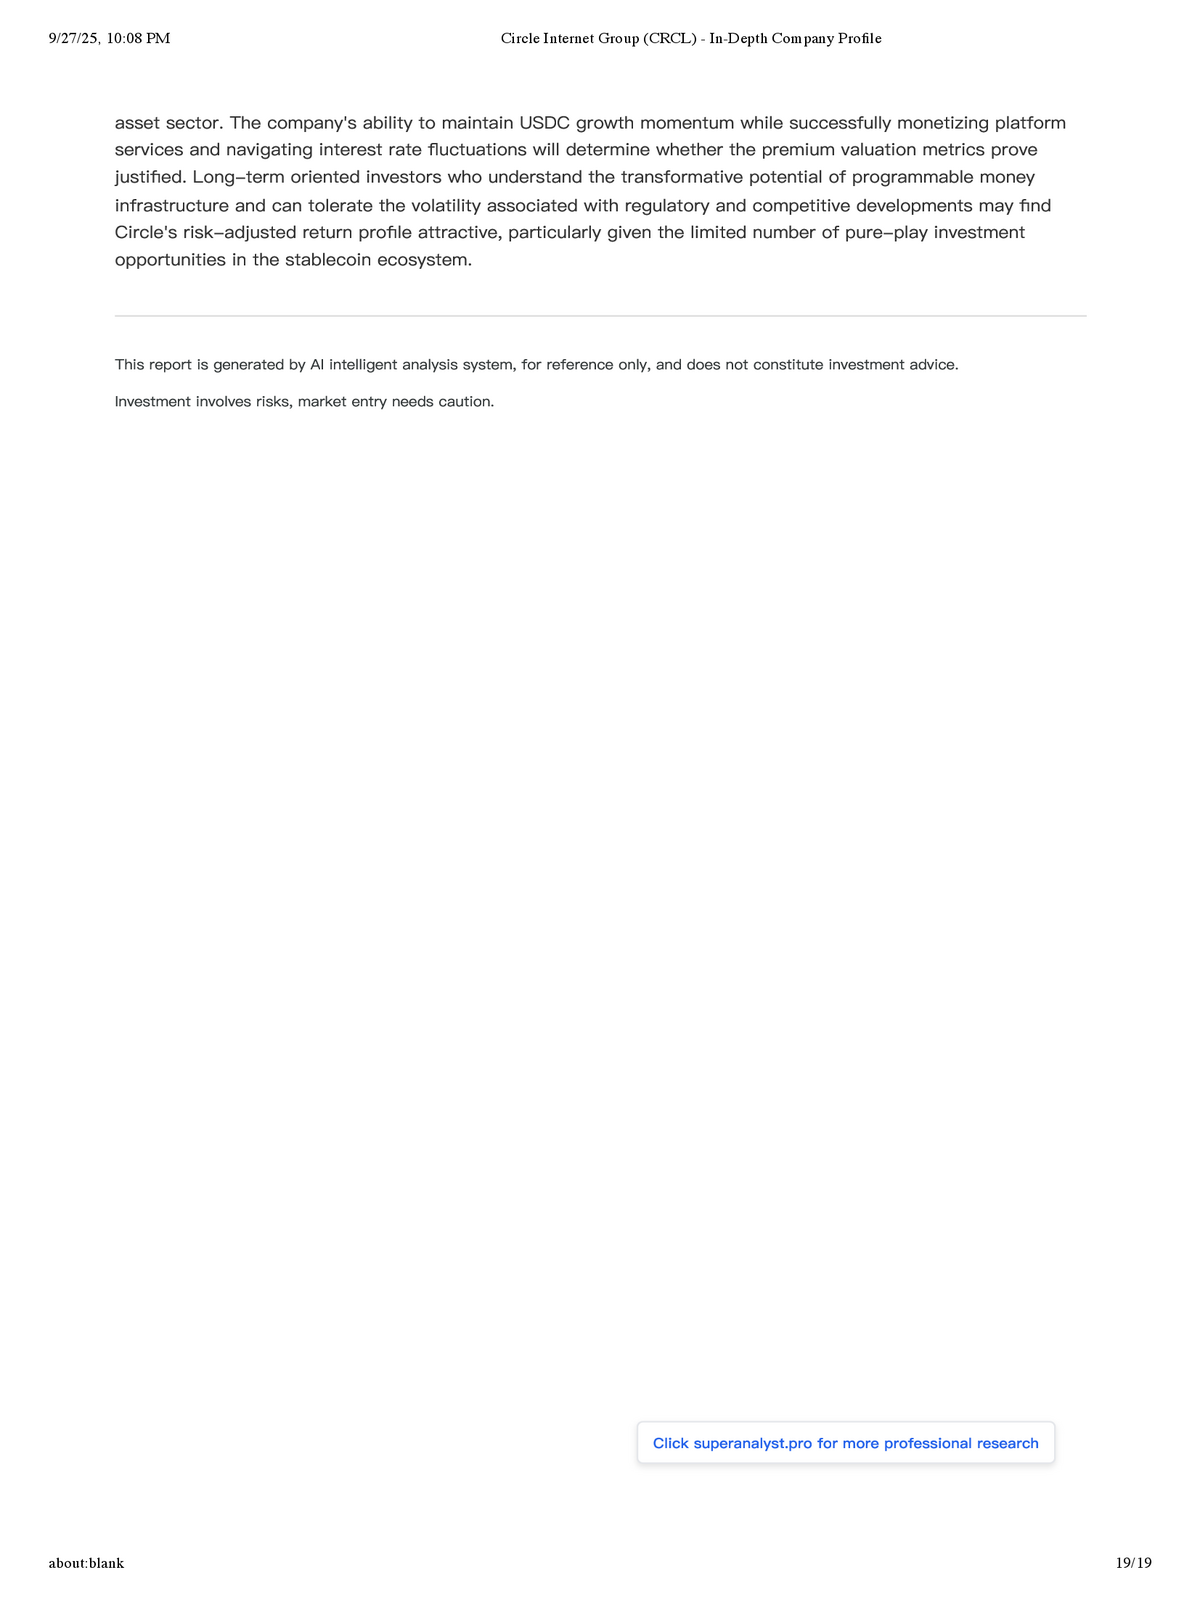 9/27/25, 10:08 PM
Circle Internet Group (CRCL) - In-Depth Company Profile
asset sector. The company's ability to maintain USDC growth momentum while successfully monetizing platform
services and navigating interest rate fluctuations will determine whether the premium valuation metrics prove
justified. Long-term oriented investors who understand the transformative potential of programmable money
infrastructure and can tolerate the volatility associated with regulatory and competitive developments may find
Circle's risk-adjusted return profile attractive, particularly given the limited number of pure-play investment
opportunities in the stablecoin ecosystem.
This report is generated by AI intelligent analysis system, for reference only, and does not constitute investment advice.
Investment involves risks, market entry needs caution.
Click superanalyst.pro for more professional research
about:blank
19/19